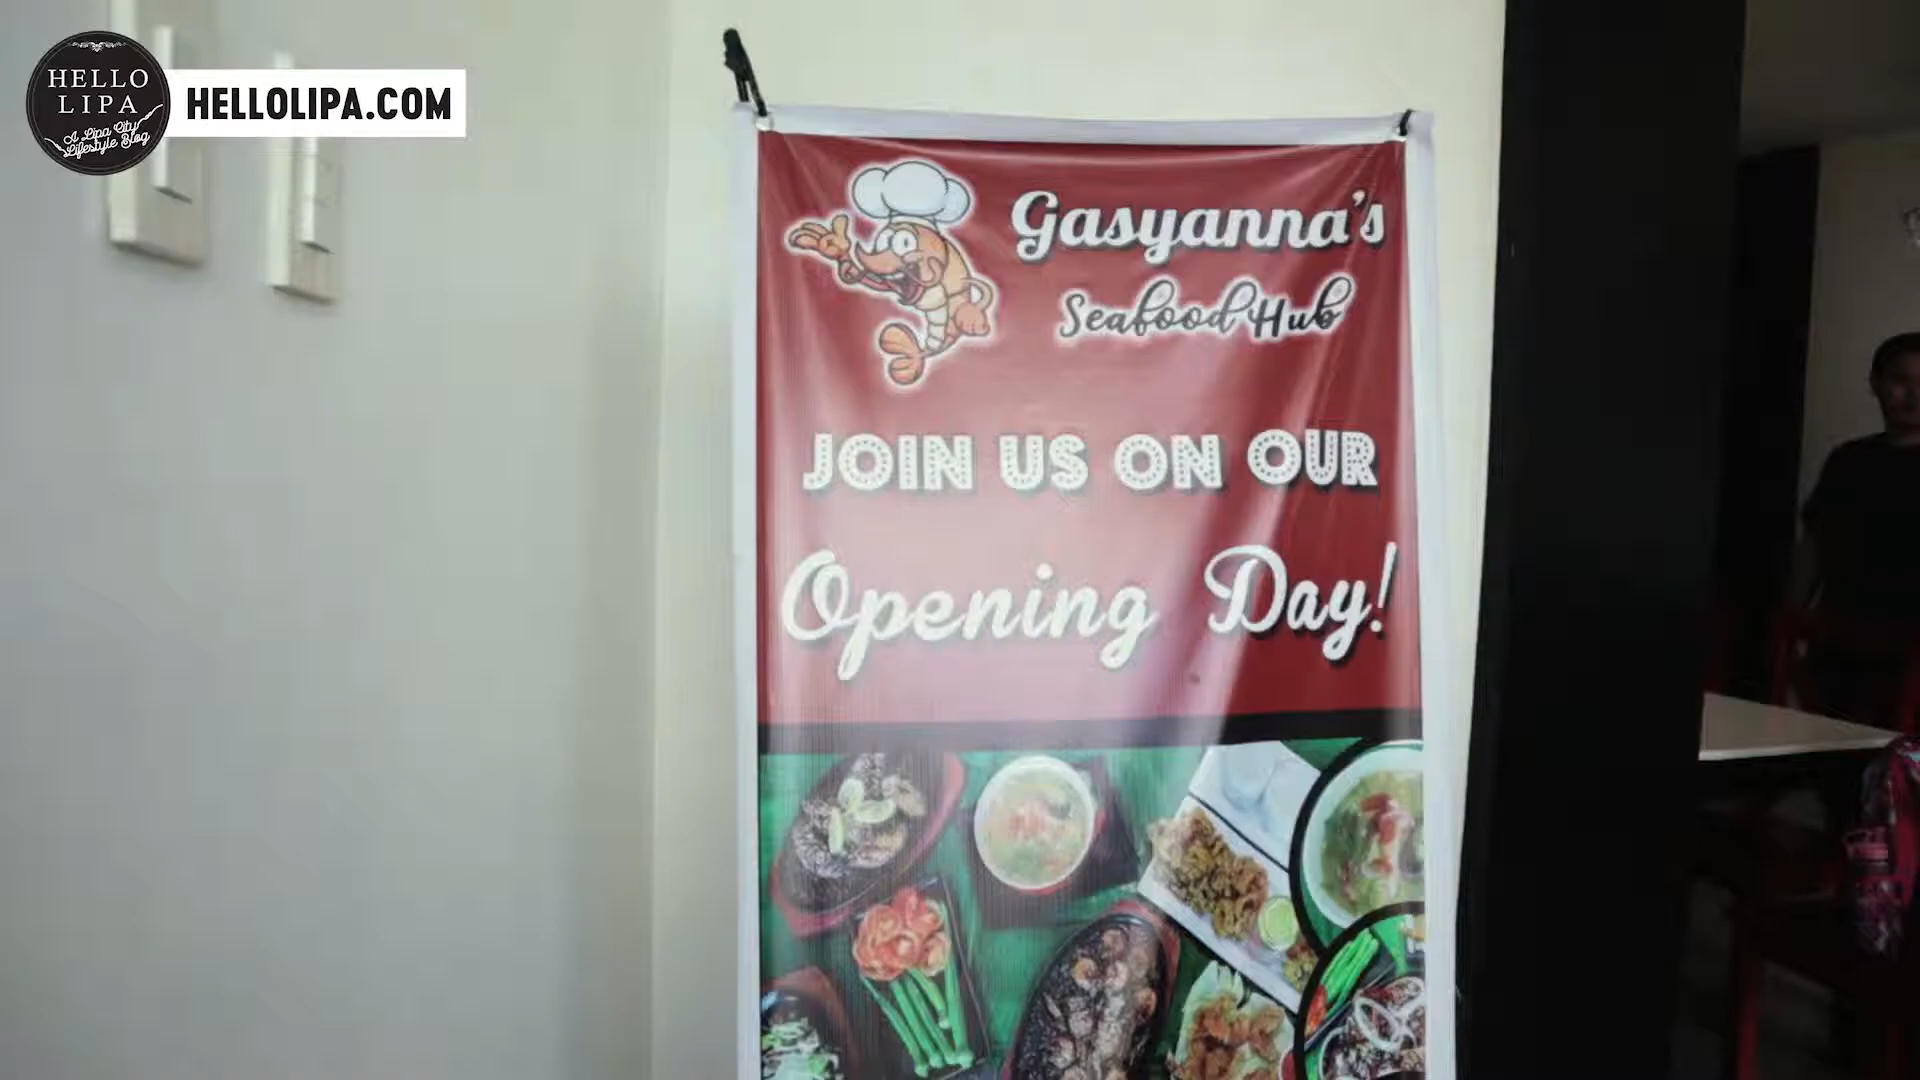 HELLO
LIPA
A Lipa City
Lifestyle Blog
HELLOLIPA.COM
Gasyanna's
Seafood Hub
JOIN US ON OUR
Opening Day!